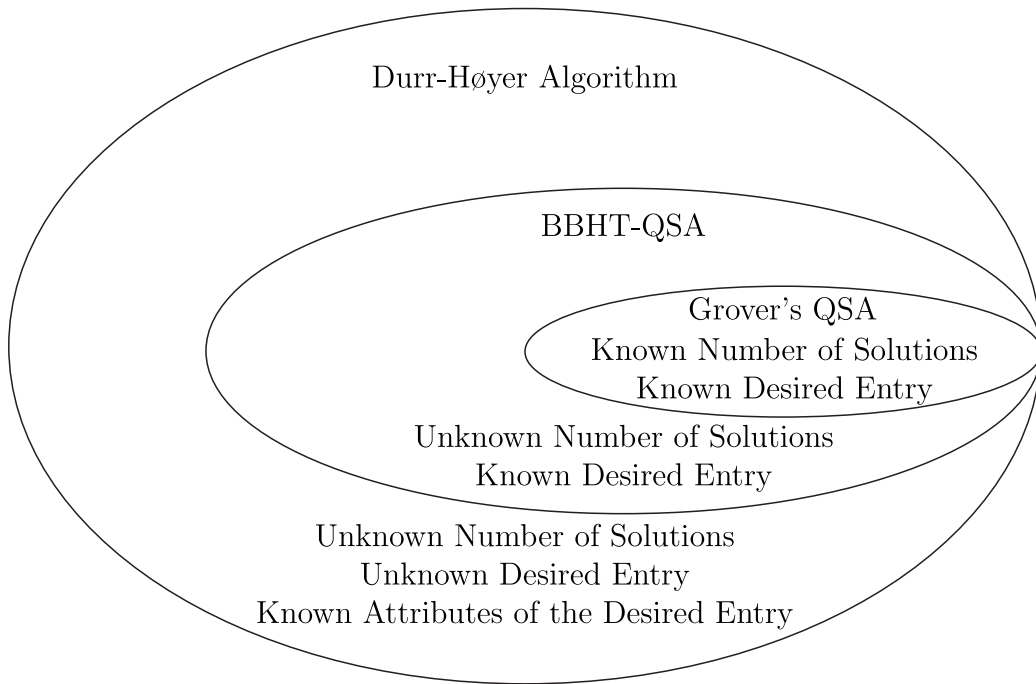 Durr-Høyer Algorithm
BBHT-QSA
Grover's QSA
Known Number of Solutions
Known Desired Entry
Unknown Number of Solutions
Known Desired Entry
Unknown Number of Solutions
Unknown Desired Entry
Known Attributes of the Desired Entry